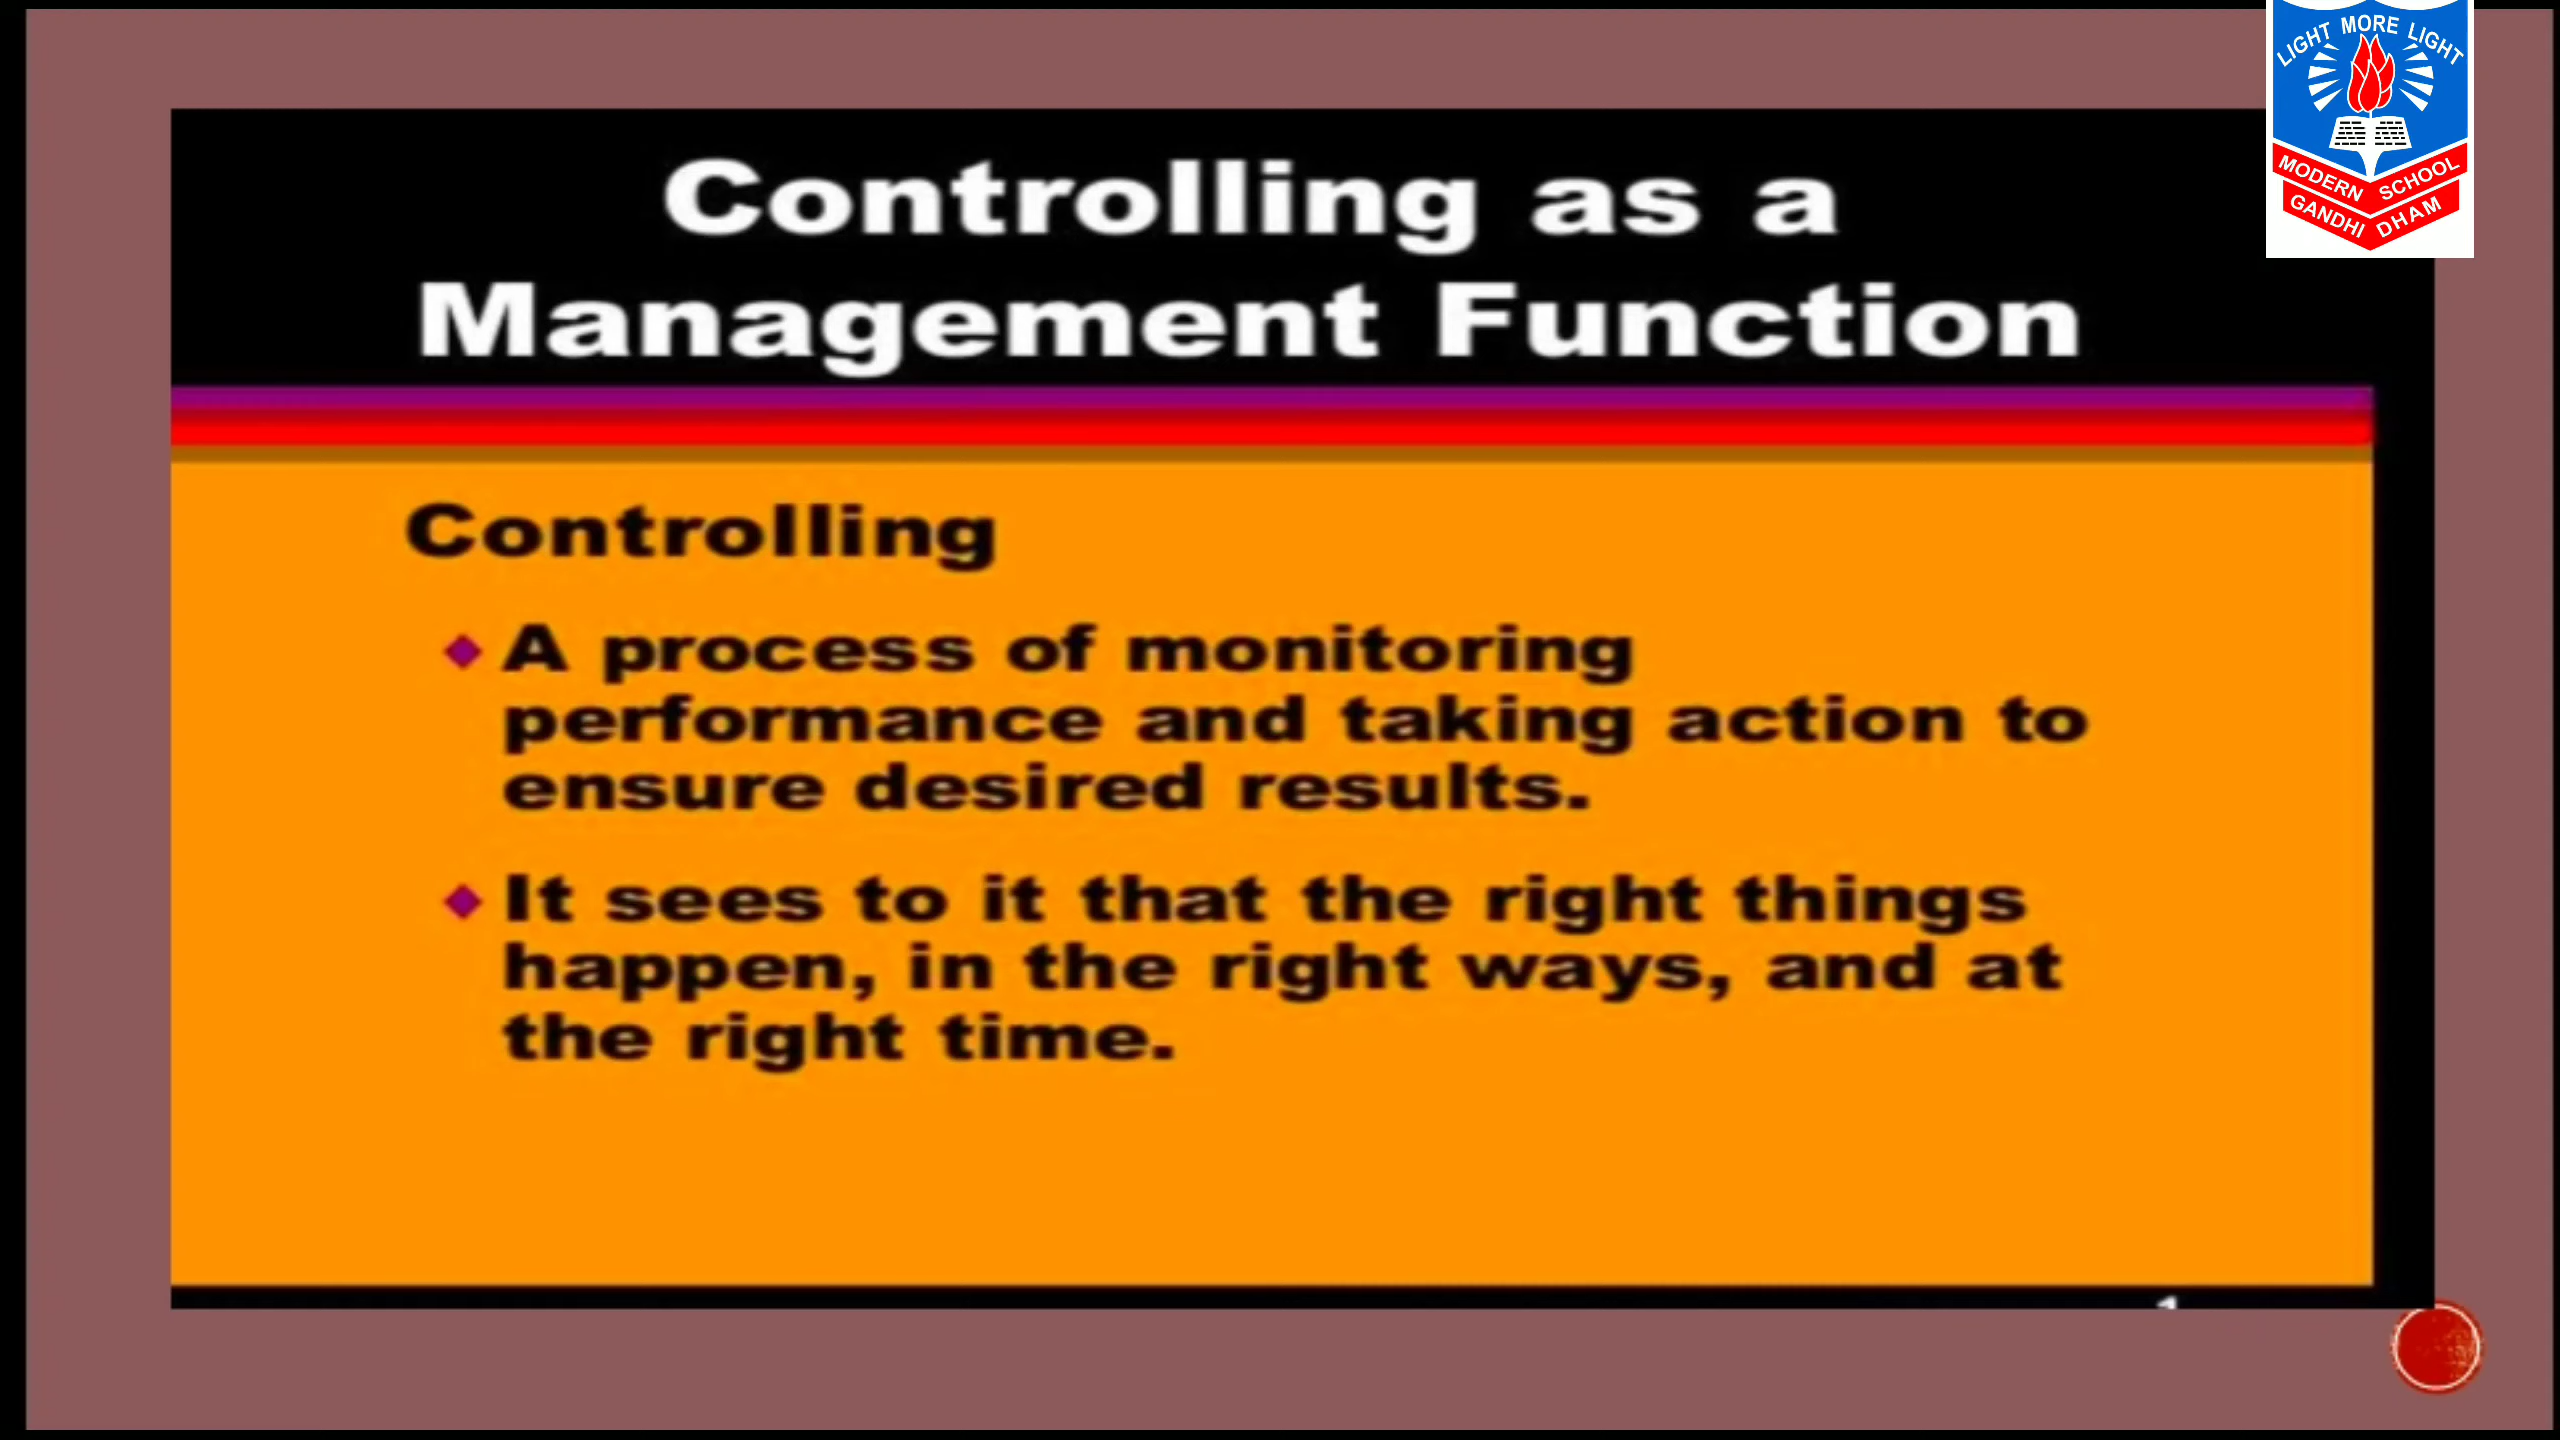 LIGHT MORE LIGHT
MODERN SCHOOL
GANDHI DHAM
Controlling as a
Management Function
Controlling
A process of monitoring
performance and taking action to
ensure desired results.
It sees to it that the right things
happen, in the right ways, and at
the right time.